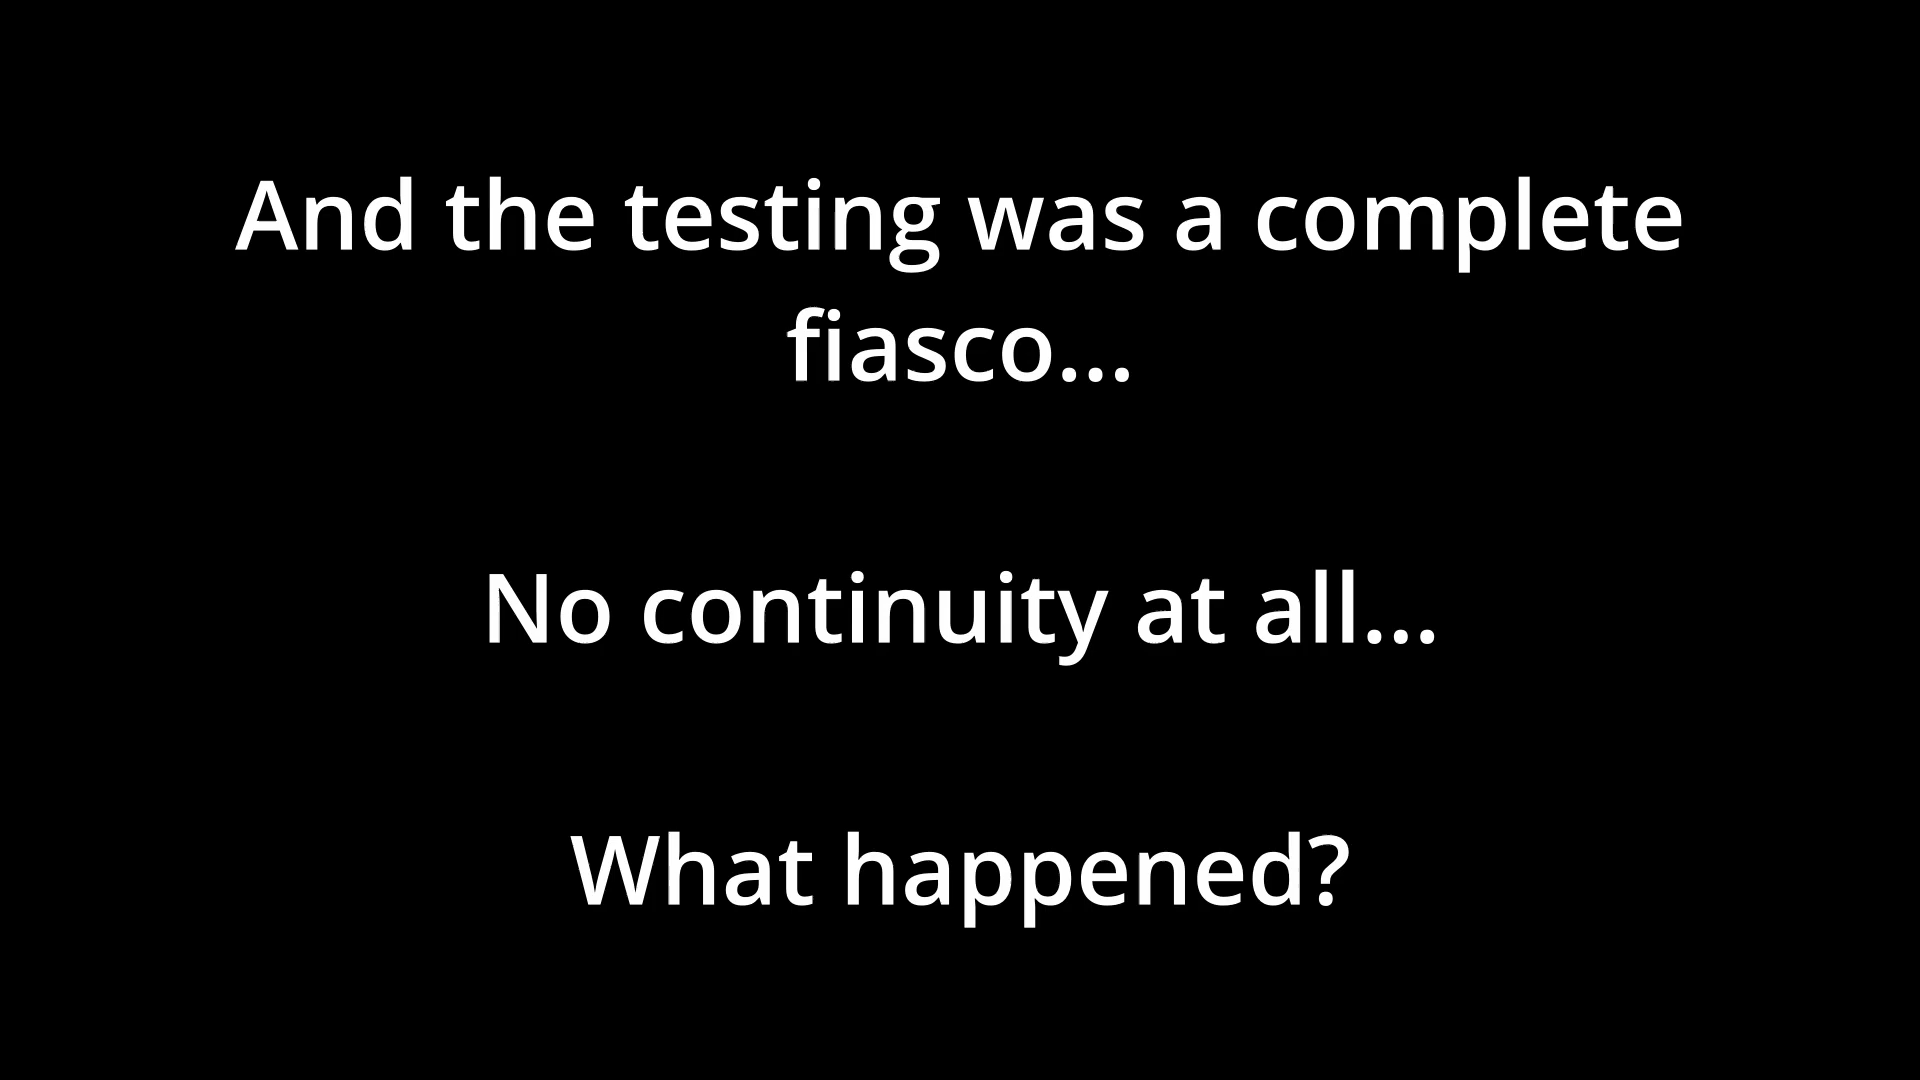 And the testing was a complete
fiasco...
No continuity at all...
What happened?